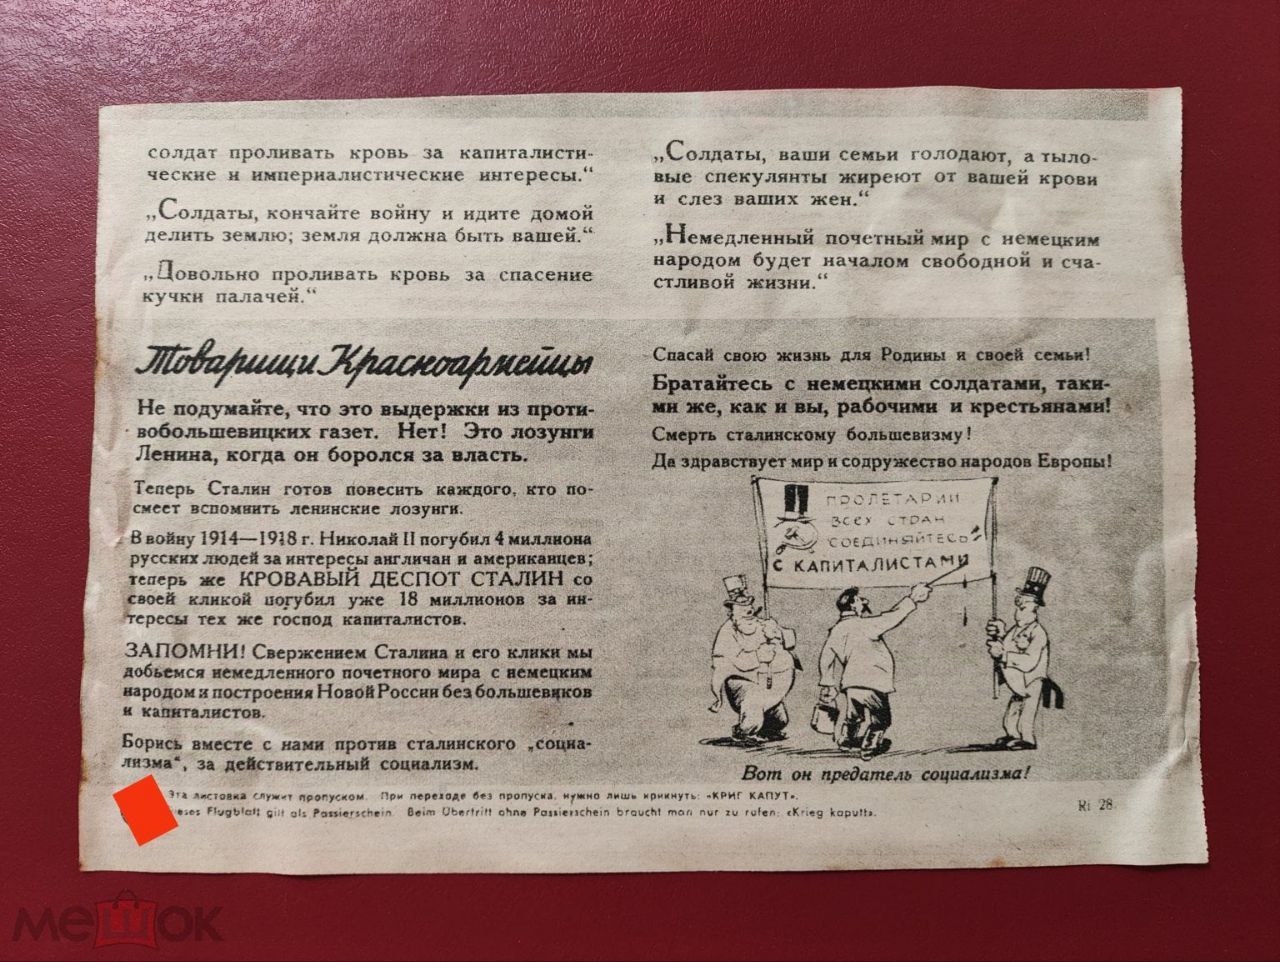 солдат проливать кровь за капиталисти-
ческие и империалистические интересы.“
„Солдаты, кончайте войну и идите домой
делить землю; земля должна быть вашей.“
„Довольно проливать кровь за спасение
кучки палачей.“
„Солдаты, ваши семьи голодают, а тыло-
вые спекулянты жиреют от вашей крови
и слез ваших жен.“
„Немедленный почетный мир с немецким
народом будет началом свободной и сча-
стливой жизни.“
Товарищи Красноармейцы
Не подумайте, что это выдержки из проти-
вобольшевицких газет. Нет! Это лозунги
Ленина, когда он боролся за власть.
Теперь Сталин готов повесить каждого, кто по-
смеет вспомнить ленинские лозунги.
В войну 1914—1918 г. Николай II погубил 4 миллиона
русских людей за интересы англичан и американцев;
теперь же КРОВАВЫЙ ДЕСПОТ СТАЛИН со
своей кликой погубил уже 18 миллионов за ин-
тересы тех же господ капиталистов.
ЗАПОМНИ! Свержением Сталина и его клики мы
добьемся немедленного почетного мира с немецким
народом и построения Новой России без большевиков
и капиталистов.
Борись вместе с нами против сталинского „социа-
лизма“, за действительный социализм.
Спасай свою жизнь для Родины и своей семьи!
Братайтесь с немецкими солдатами, таки-
ми же, как и вы, рабочими и крестьянами!
Смерть сталинскому большевизму!
Да здравствует мир и содружество народов Европы!
ПРОЛЕТАРИИ
ВСЕХ СТРАН
СОЕДИНЯЙТЕСЬ
С КАПИТАЛИСТАМИ
Вот он предатель социализма!
Эта листовка служит пропуском. При переходе без пропуска, нужно лишь крикнуть: «КРИГ КАПУТ».
Flugblatt gilt als Passierschein. Beim Übertritt ohne Passierschein braucht man nur zu rufen: «Krieg kaputt».
Ri 28.
мешок